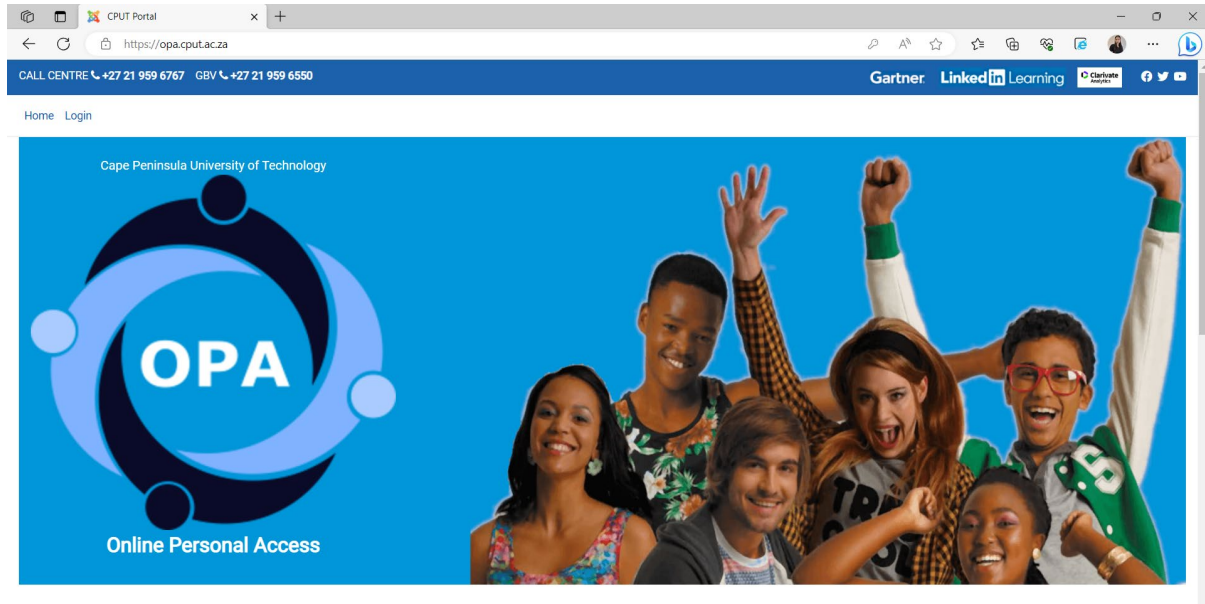 CPUT Portal
https://opa.cput.ac.za
CALL CENTRE +27 21 959 6767 GBV +27 21 959 6550
Gartner. LinkedIn Learning Clarivate Analytics
Home Login
Cape Peninsula University of Technology
OPA
Online Personal Access